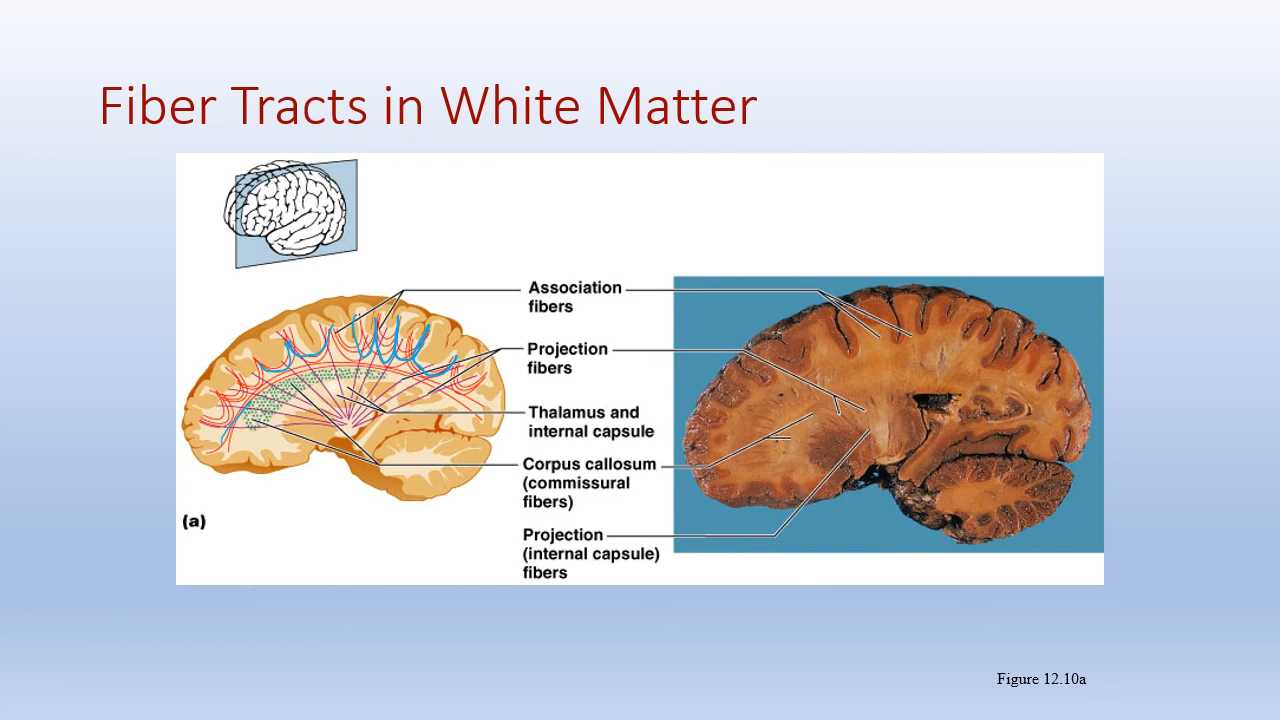 Fiber Tracts in White Matter
Association
fibers
Projection
fibers
Thalamus and
internal capsule
Corpus callosum
(commissural
fibers)
(a)
Projection
(internal capsule)
fibers
Figure 12.10a